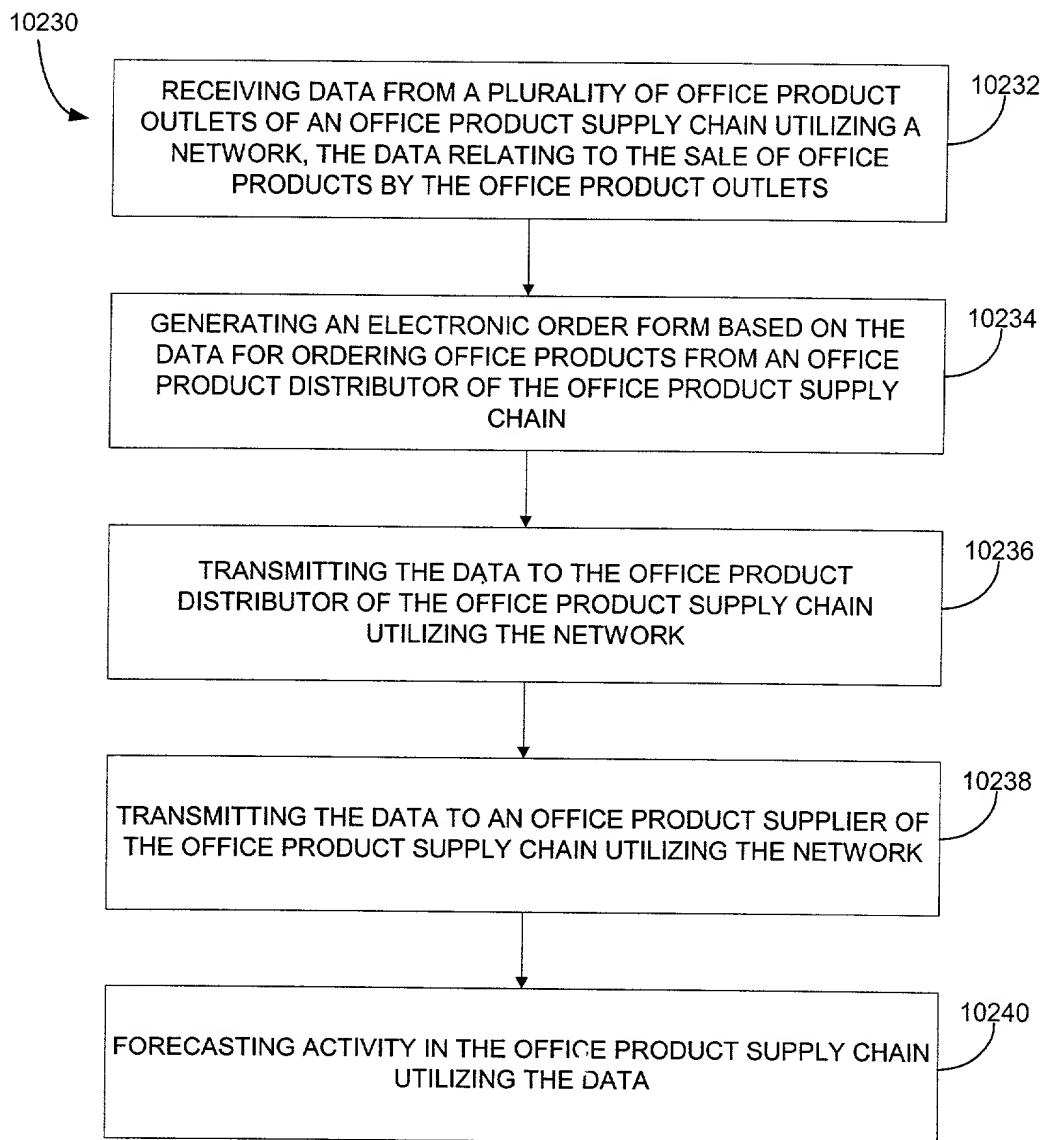 10230
RECEIVING DATA FROM A PLURALITY OF OFFICE PRODUCT
OUTLETS OF AN OFFICE PRODUCT SUPPLY CHAIN UTILIZING A
NETWORK, THE DATA RELATING TO THE SALE OF OFFICE
PRODUCTS BY THE OFFICE PRODUCT OUTLETS
10232
GENERATING AN ELECTRONIC ORDER FORM BASED ON THE
DATA FOR ORDERING OFFICE PRODUCTS FROM AN OFFICE
PRODUCT DISTRIBUTOR OF THE OFFICE PRODUCT SUPPLY
CHAIN
10234
TRANSMITTING THE DATA TO THE OFFICE PRODUCT
DISTRIBUTOR OF THE OFFICE PRODUCT SUPPLY CHAIN
UTILIZING THE NETWORK
10236
TRANSMITTING THE DATA TO AN OFFICE PRODUCT SUPPLIER OF
THE OFFICE PRODUCT SUPPLY CHAIN UTILIZING THE NETWORK
10238
FORECASTING ACTIVITY IN THE OFFICE PRODUCT SUPPLY CHAIN
UTILIZING THE DATA
10240